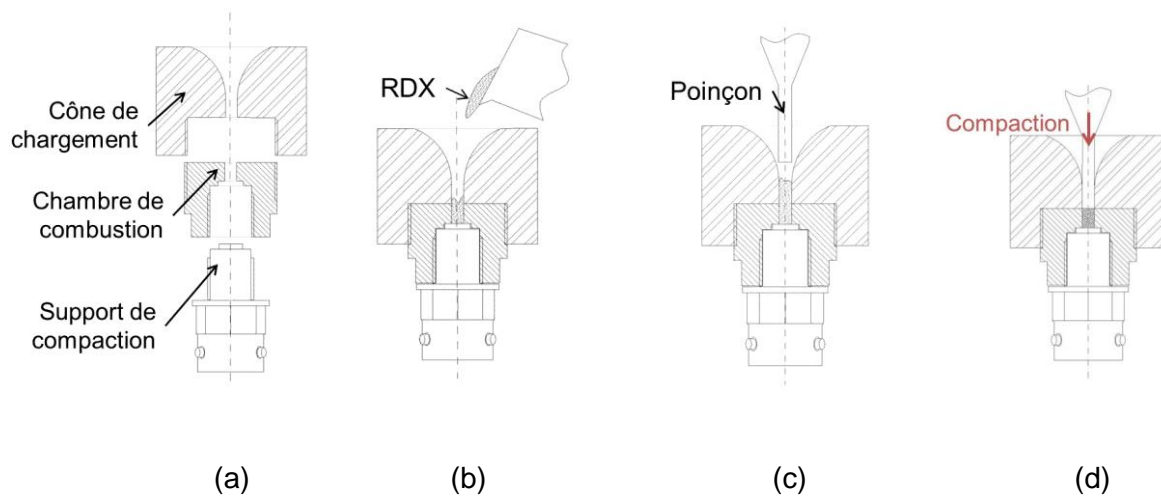 Cône de
chargement
Chambre de
combustion
Support de
compaction
RDX
Poinçon
Compaction
(a)
(b)
(c)
(d)